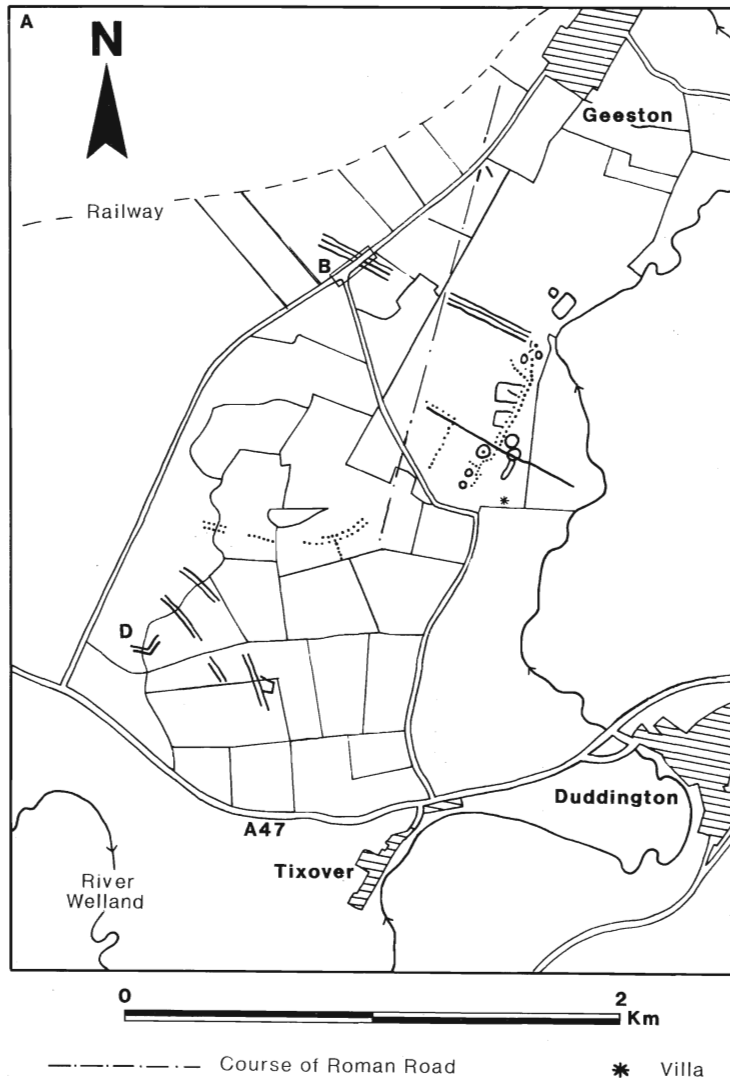 A
N
Geeston
Railway
B
D
Duddington
A47
Tixover
River
Welland
0
2
Km
Course of Roman Road
Villa